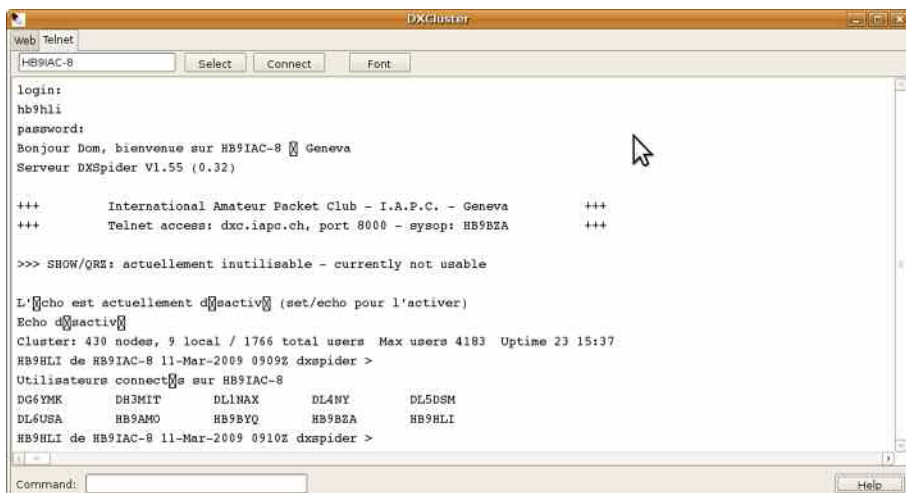 DXCluster
Web Telnet
HB9IAC-8 Select Connect Font
login:
hb9hli
password:
Bonjour Dom, bienvenue sur HB9IAC-8 Geneva
Serveur DXSpider V1.55 (0.32)
+++ International Amateur Packet Club - I.A.P.C. - Geneva +++
+++ Telnet access: dxc.iapc.ch, port 8000 - sysop: HB9BZA +++
>>> SHOW/QRZ: actuellement inutilisable - currently not usable
L'�cho est actuellement d�sactiv� (set/echo pour l'activer)
Echo d�sactiv�
Cluster: 430 nodes, 9 local / 1766 total users Max users 4183 Uptime 23 15:37
HB9HLI de HB9IAC-8 11-Mar-2009 0909Z dxspider >
Utilisateurs connect�s sur HB9IAC-8
DG6YMK DH3MIT DL1NAX DL4NY DL5DSM
DL6USA HB9AMO HB9BYQ HB9BZA HB9HLI
HB9HLI de HB9IAC-8 11-Mar-2009 0910Z dxspider >
Command: Help